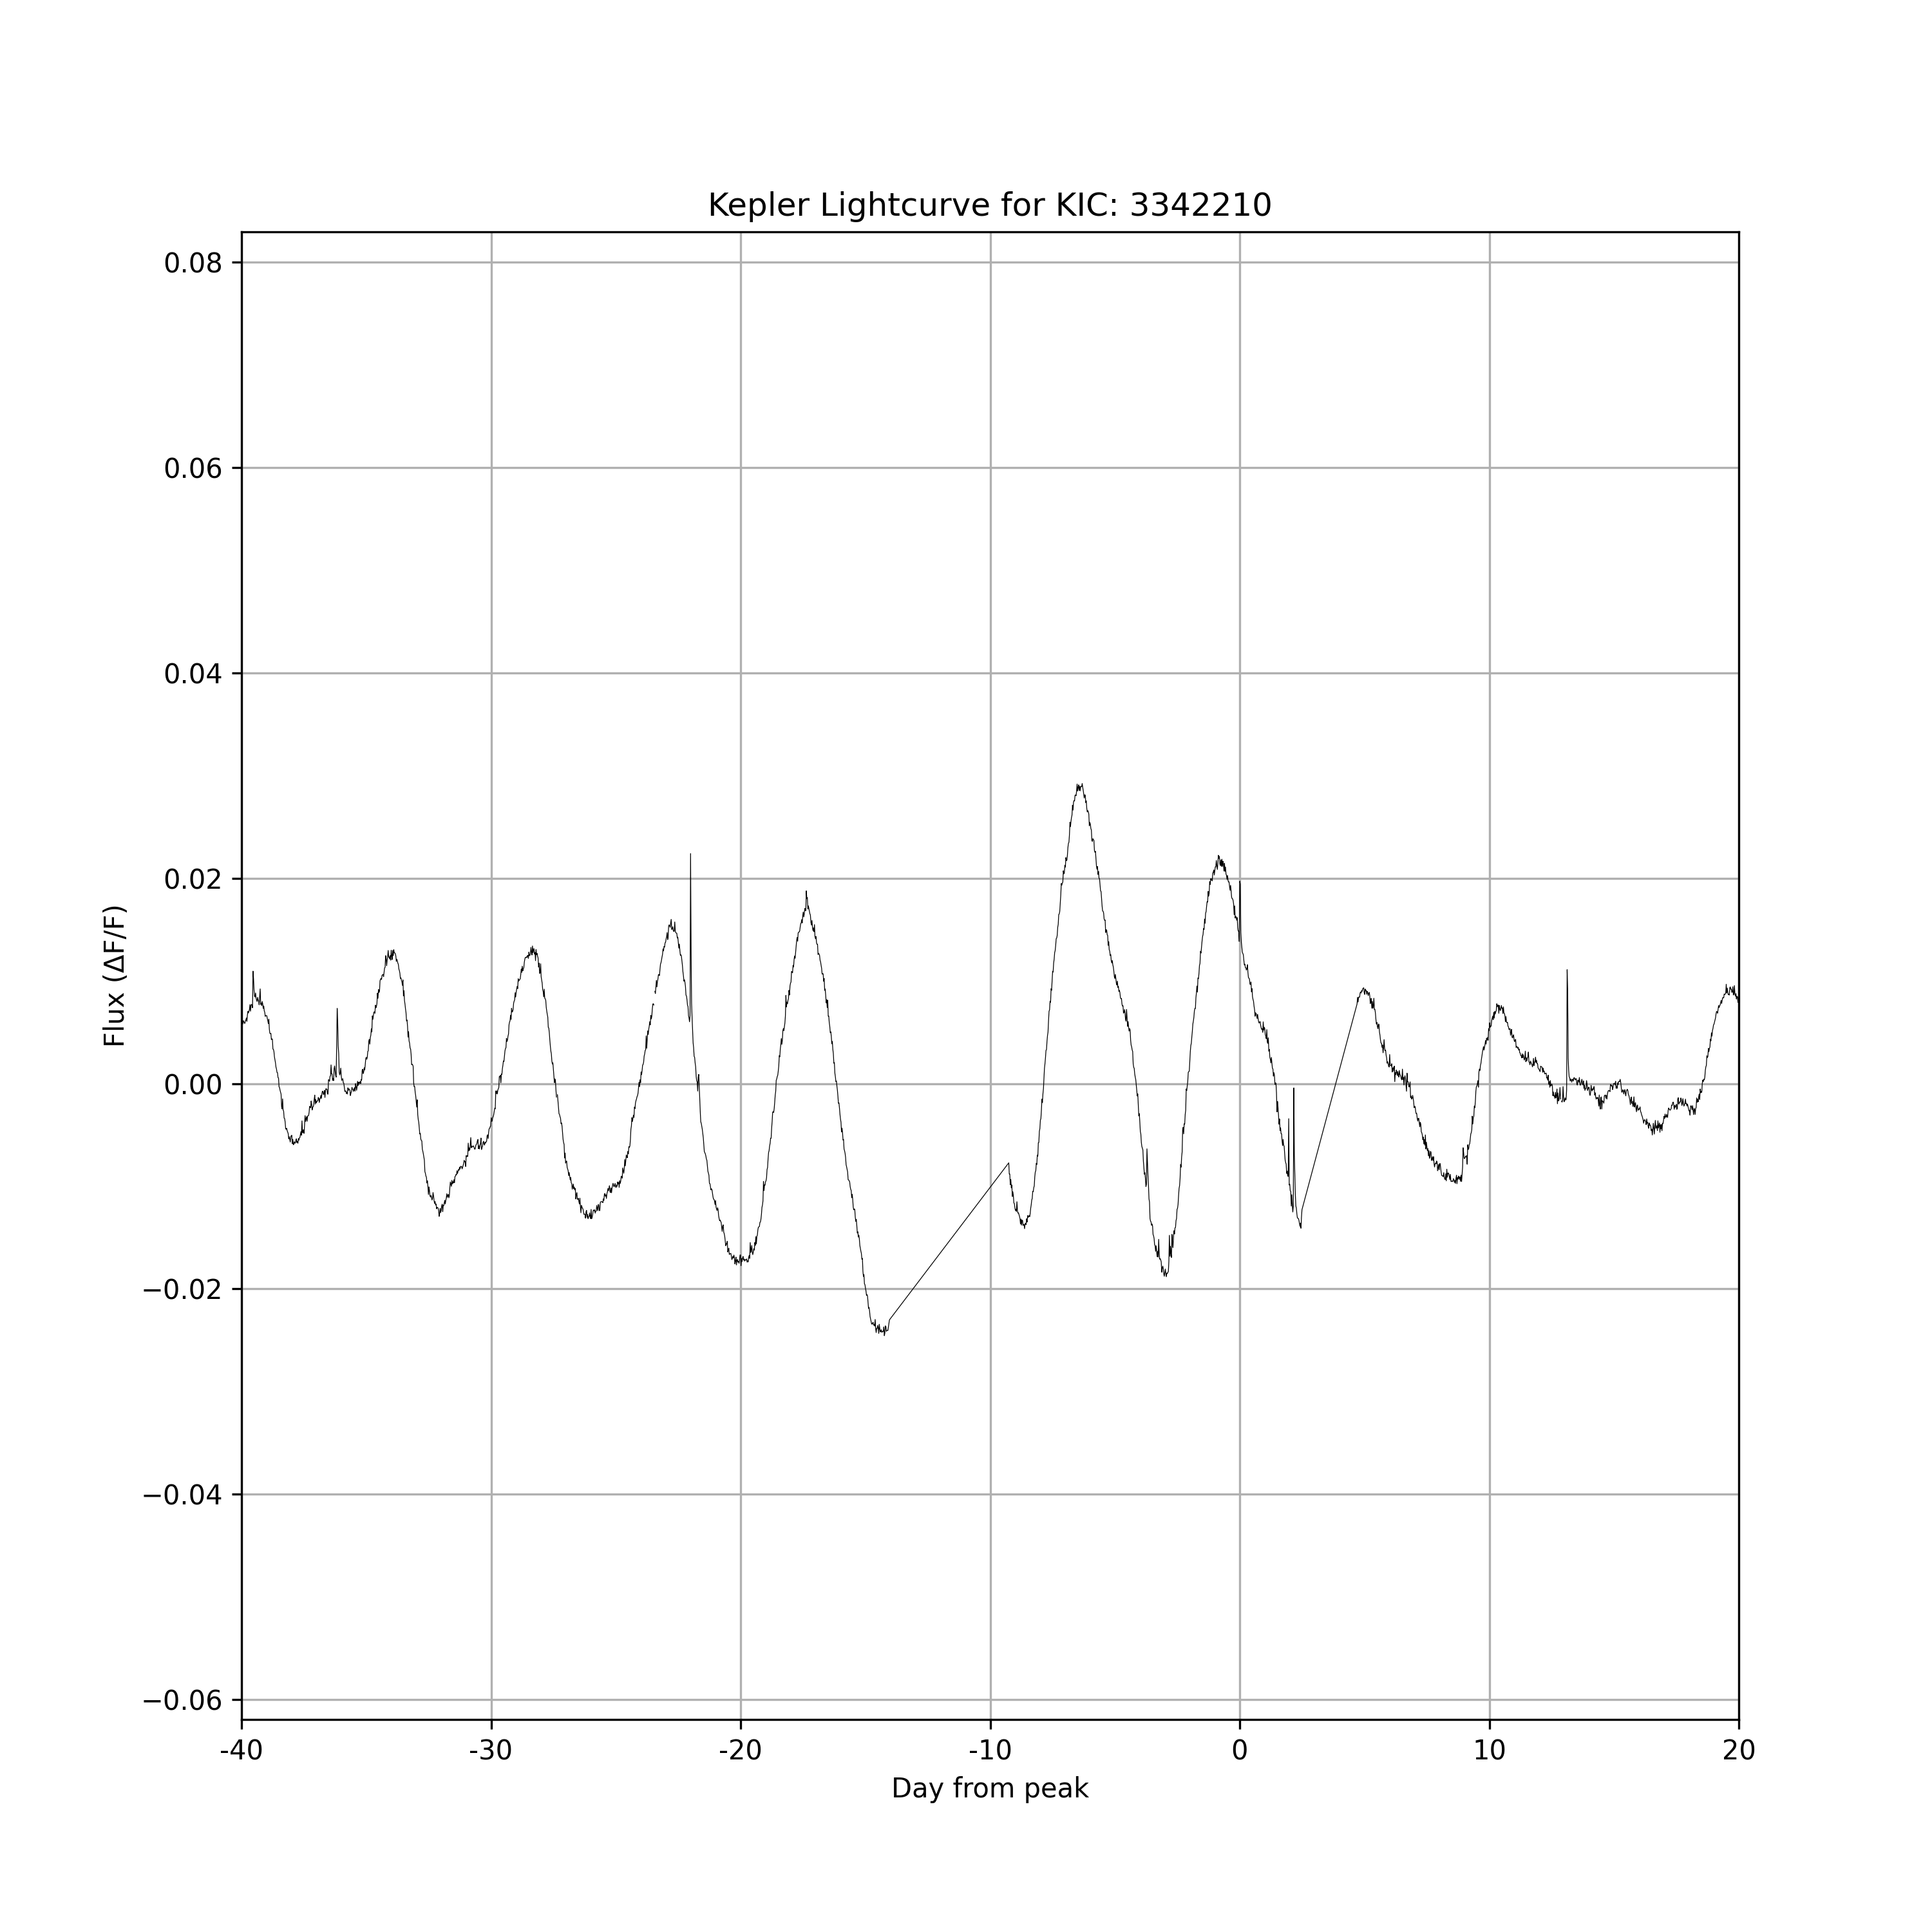 Kepler Lightcurve for KIC: 3342210
Flux (ΔF/F)
0.08
0.06
0.04
0.02
0.00
−0.02
−0.04
−0.06
-40 -30 -20 -10 0 10 20
Day from peak